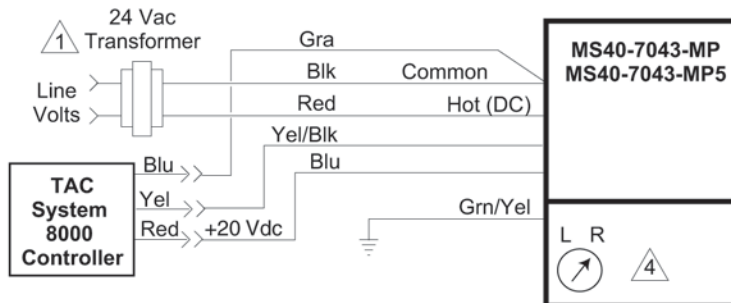 24 Vac
Transformer
1
Line
Volts
Gra
Blk
Common
Red
Hot (DC)
Yel/Blk
Blu
Grn/Yel
MS40-7043-MP
MS40-7043-MP5
TAC
System
8000
Controller
Blu
Yel
Red
+20 Vdc
L R
4